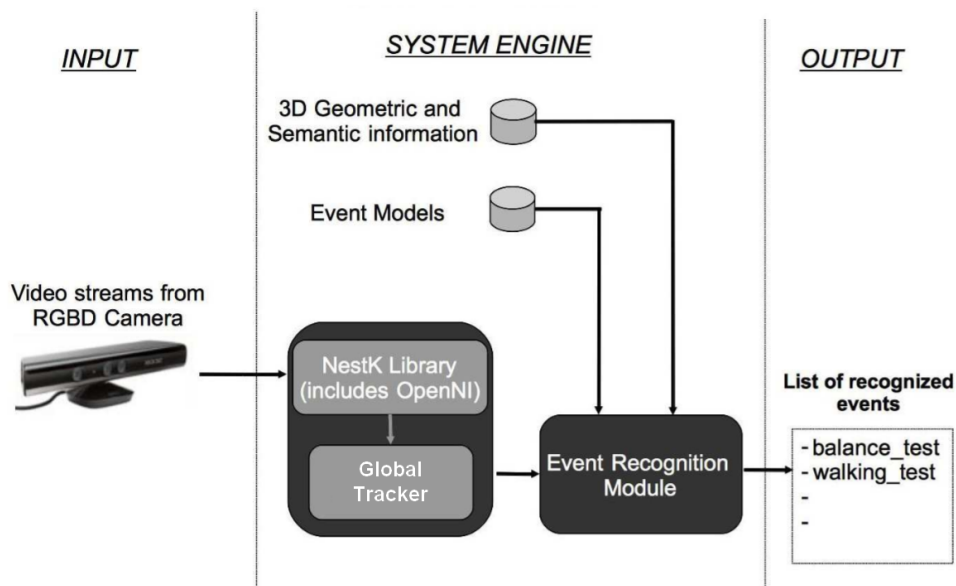 INPUT
SYSTEM ENGINE
OUTPUT
3D Geometric and
Semantic information
Event Models
Video streams from
RGBD Camera
NestK Library
(includes OpenNI)
Global
Tracker
Event Recognition
Module
List of recognized
events
- balance_test
- walking_test
-
-